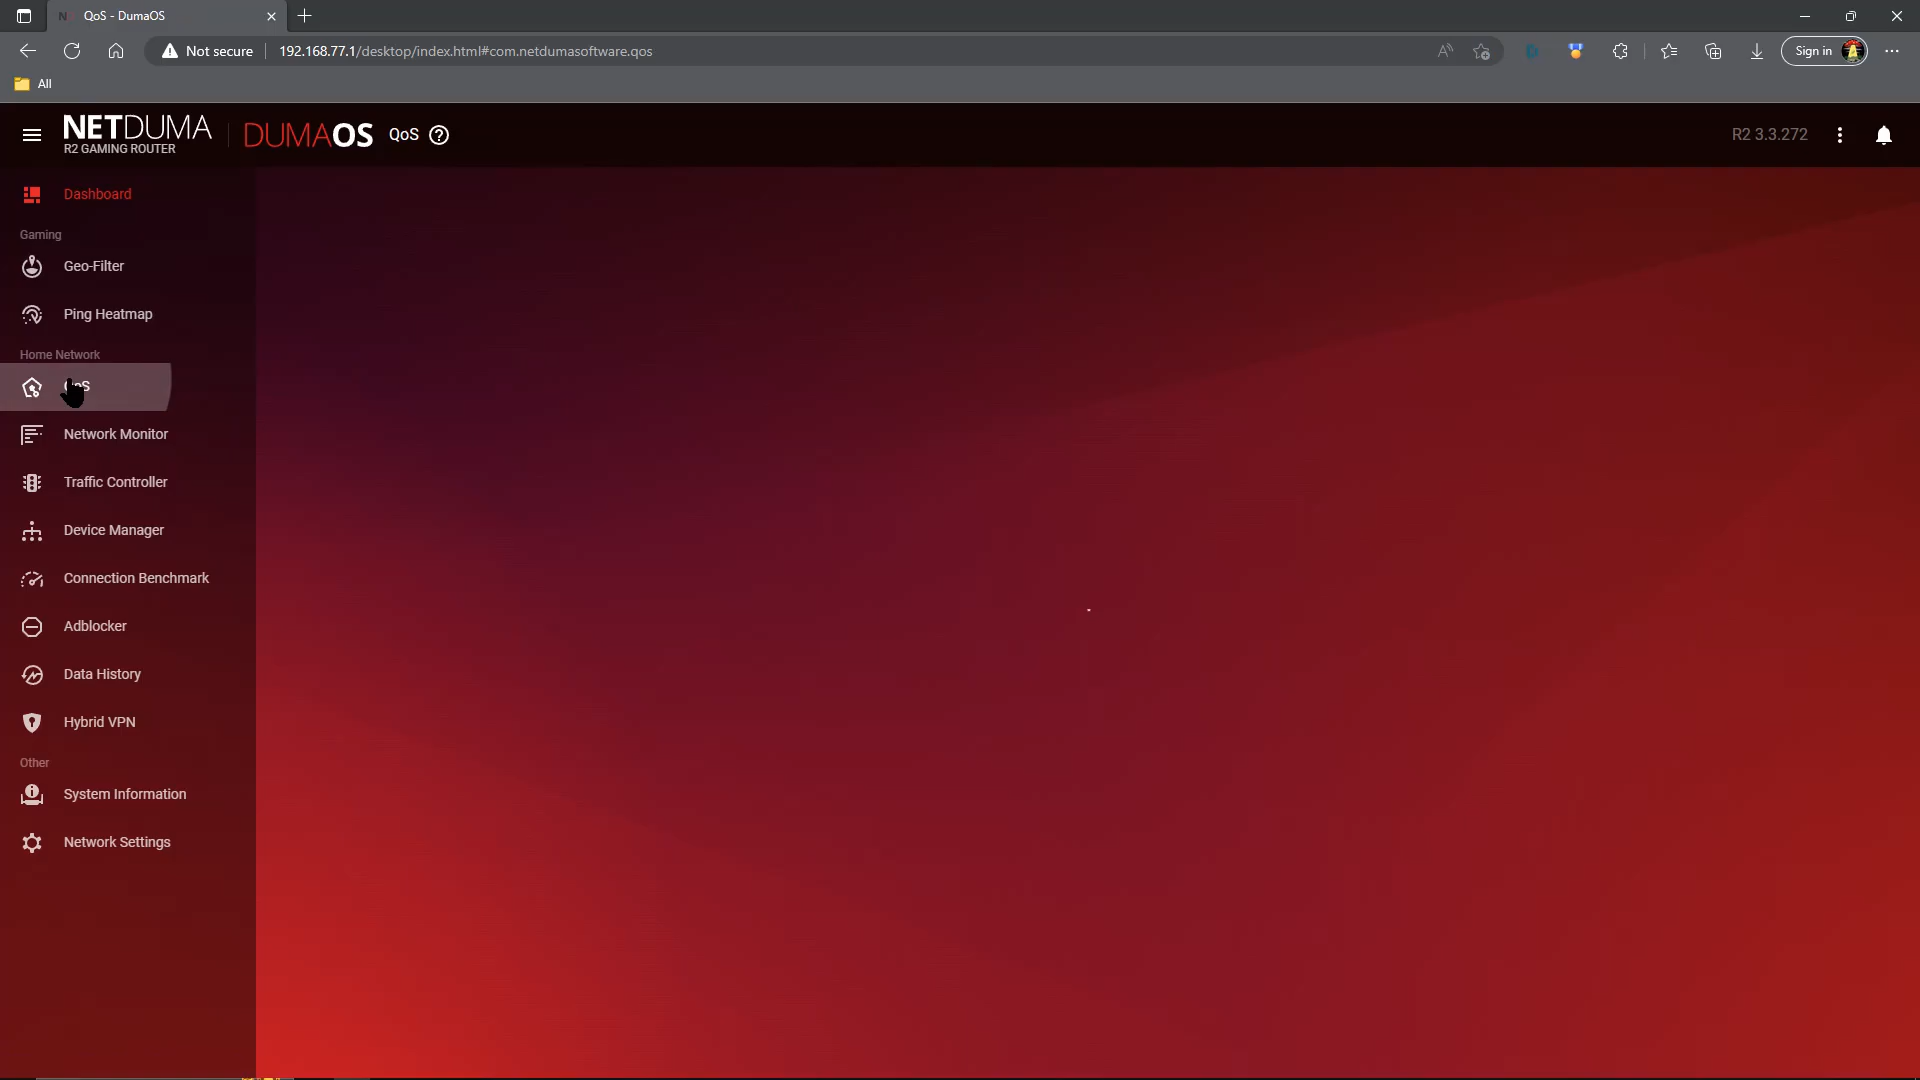 QoS - DumaOS
Not secure
192.168.77.1/desktop/index.html#com.netdumasoftware.qos
Sign in
All
NETDUMA
R2 GAMING ROUTER
DUMAOS
QoS
R2 3.3.272
Dashboard
Gaming
Geo-Filter
Ping Heatmap
Home Network
QoS
Network Monitor
Traffic Controller
Device Manager
Connection Benchmark
Adblocker
Data History
Hybrid VPN
Other
System Information
Network Settings